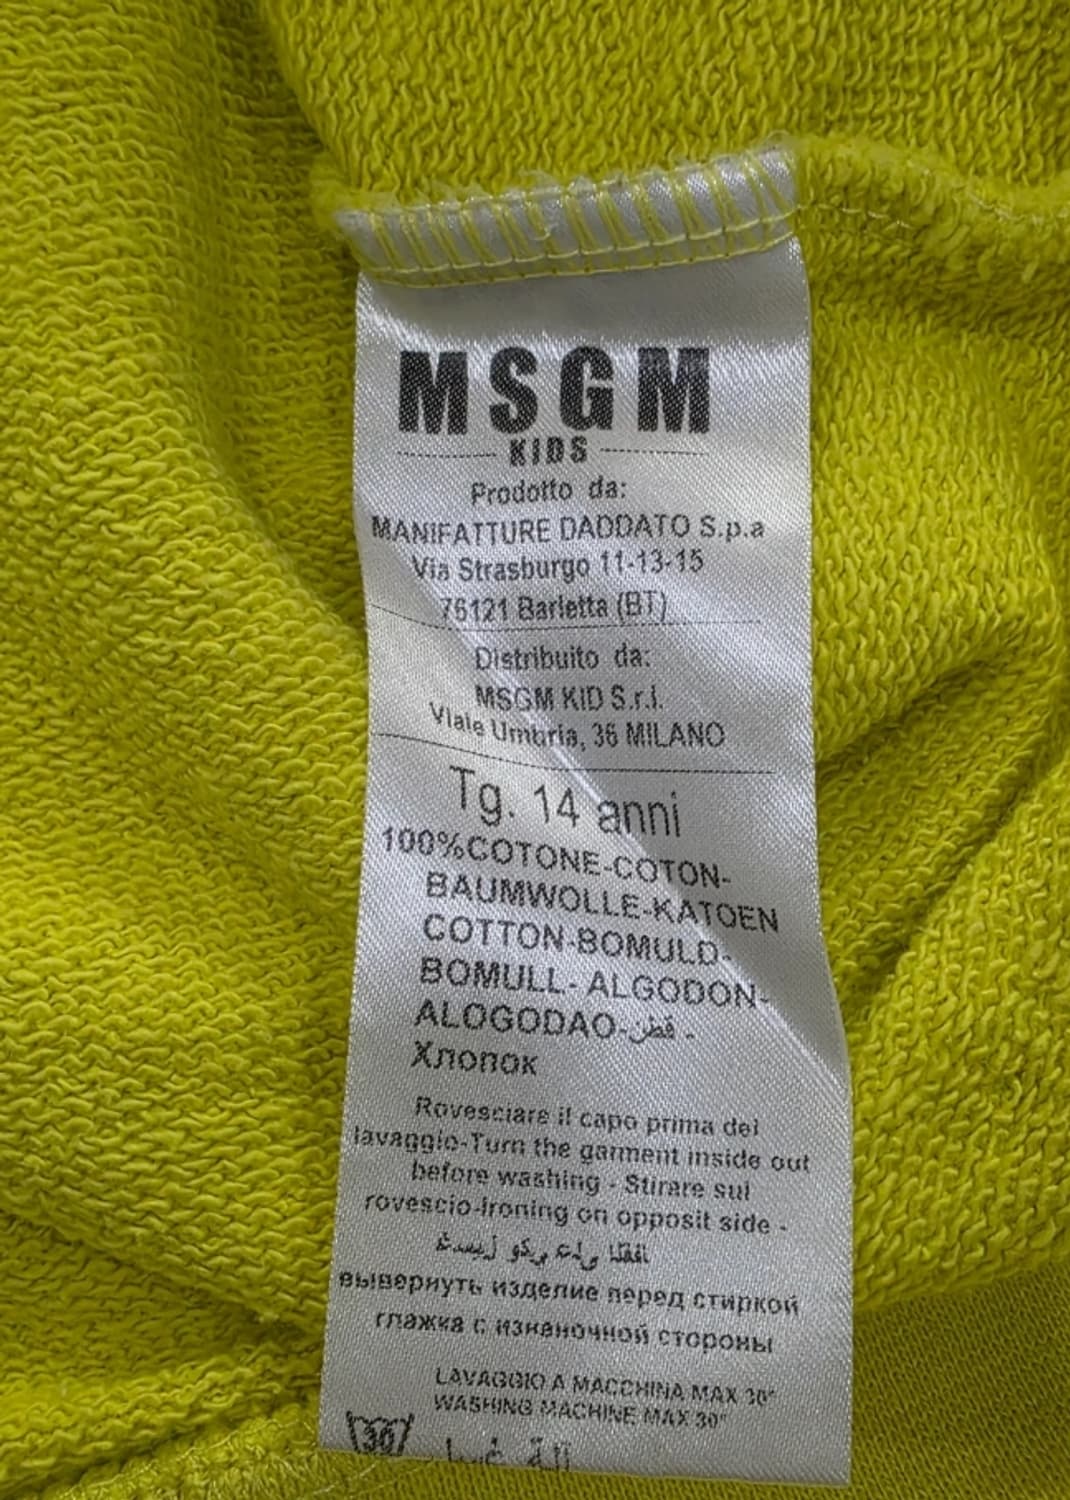 MSGM
KIDS
Prodotto da:
MANIFATTURE DADDATO S.p.a
Via Strasburgo 11-13-15
76121 Barletta (BT)
Distribuito da:
MSGM KID S.r.l.
Viale Umbria, 36 MILANO
Tg. 14 anni
100%COTONE-COTON-
BAUMWOLLE-KATOEN
COTTON-BOMULD-
BOMULL- ALGODON-
ALOGODAO-قطن -
Хлопок
Rovesciare il capo prima del
lavaggio-Turn the garment inside out
before washing - Stirare sul
rovescio-Ironing on opposit side -
вывернуть изделие перед стиркой
глажка с изнаночной стороны
LAVAGGIO A MACCHINA MAX 30°
WASHING MACHINE MAX 30°
30